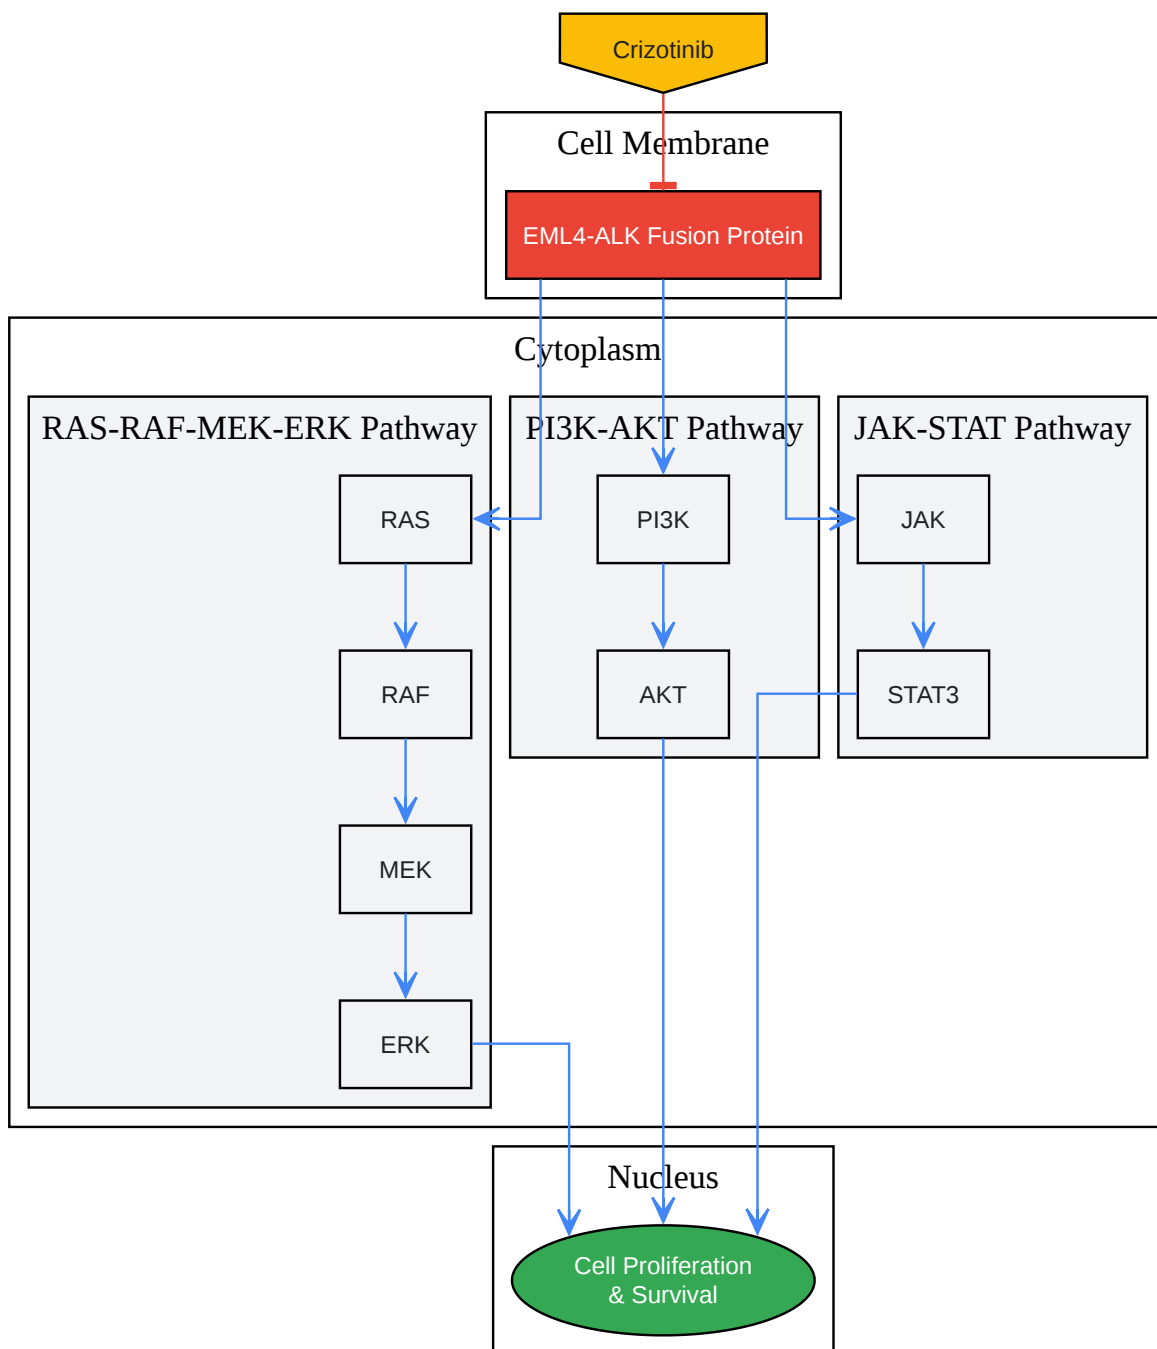 Crizotinib
Cell Membrane
EML4-ALK Fusion Protein
Cytoplasm
RAS-RAF-MEK-ERK Pathway
PI3K-AKT Pathway
JAK-STAT Pathway
RAS
PI3K
JAK
RAF
AKT
STAT3
MEK
ERK
Nucleus
Cell Proliferation
& Survival